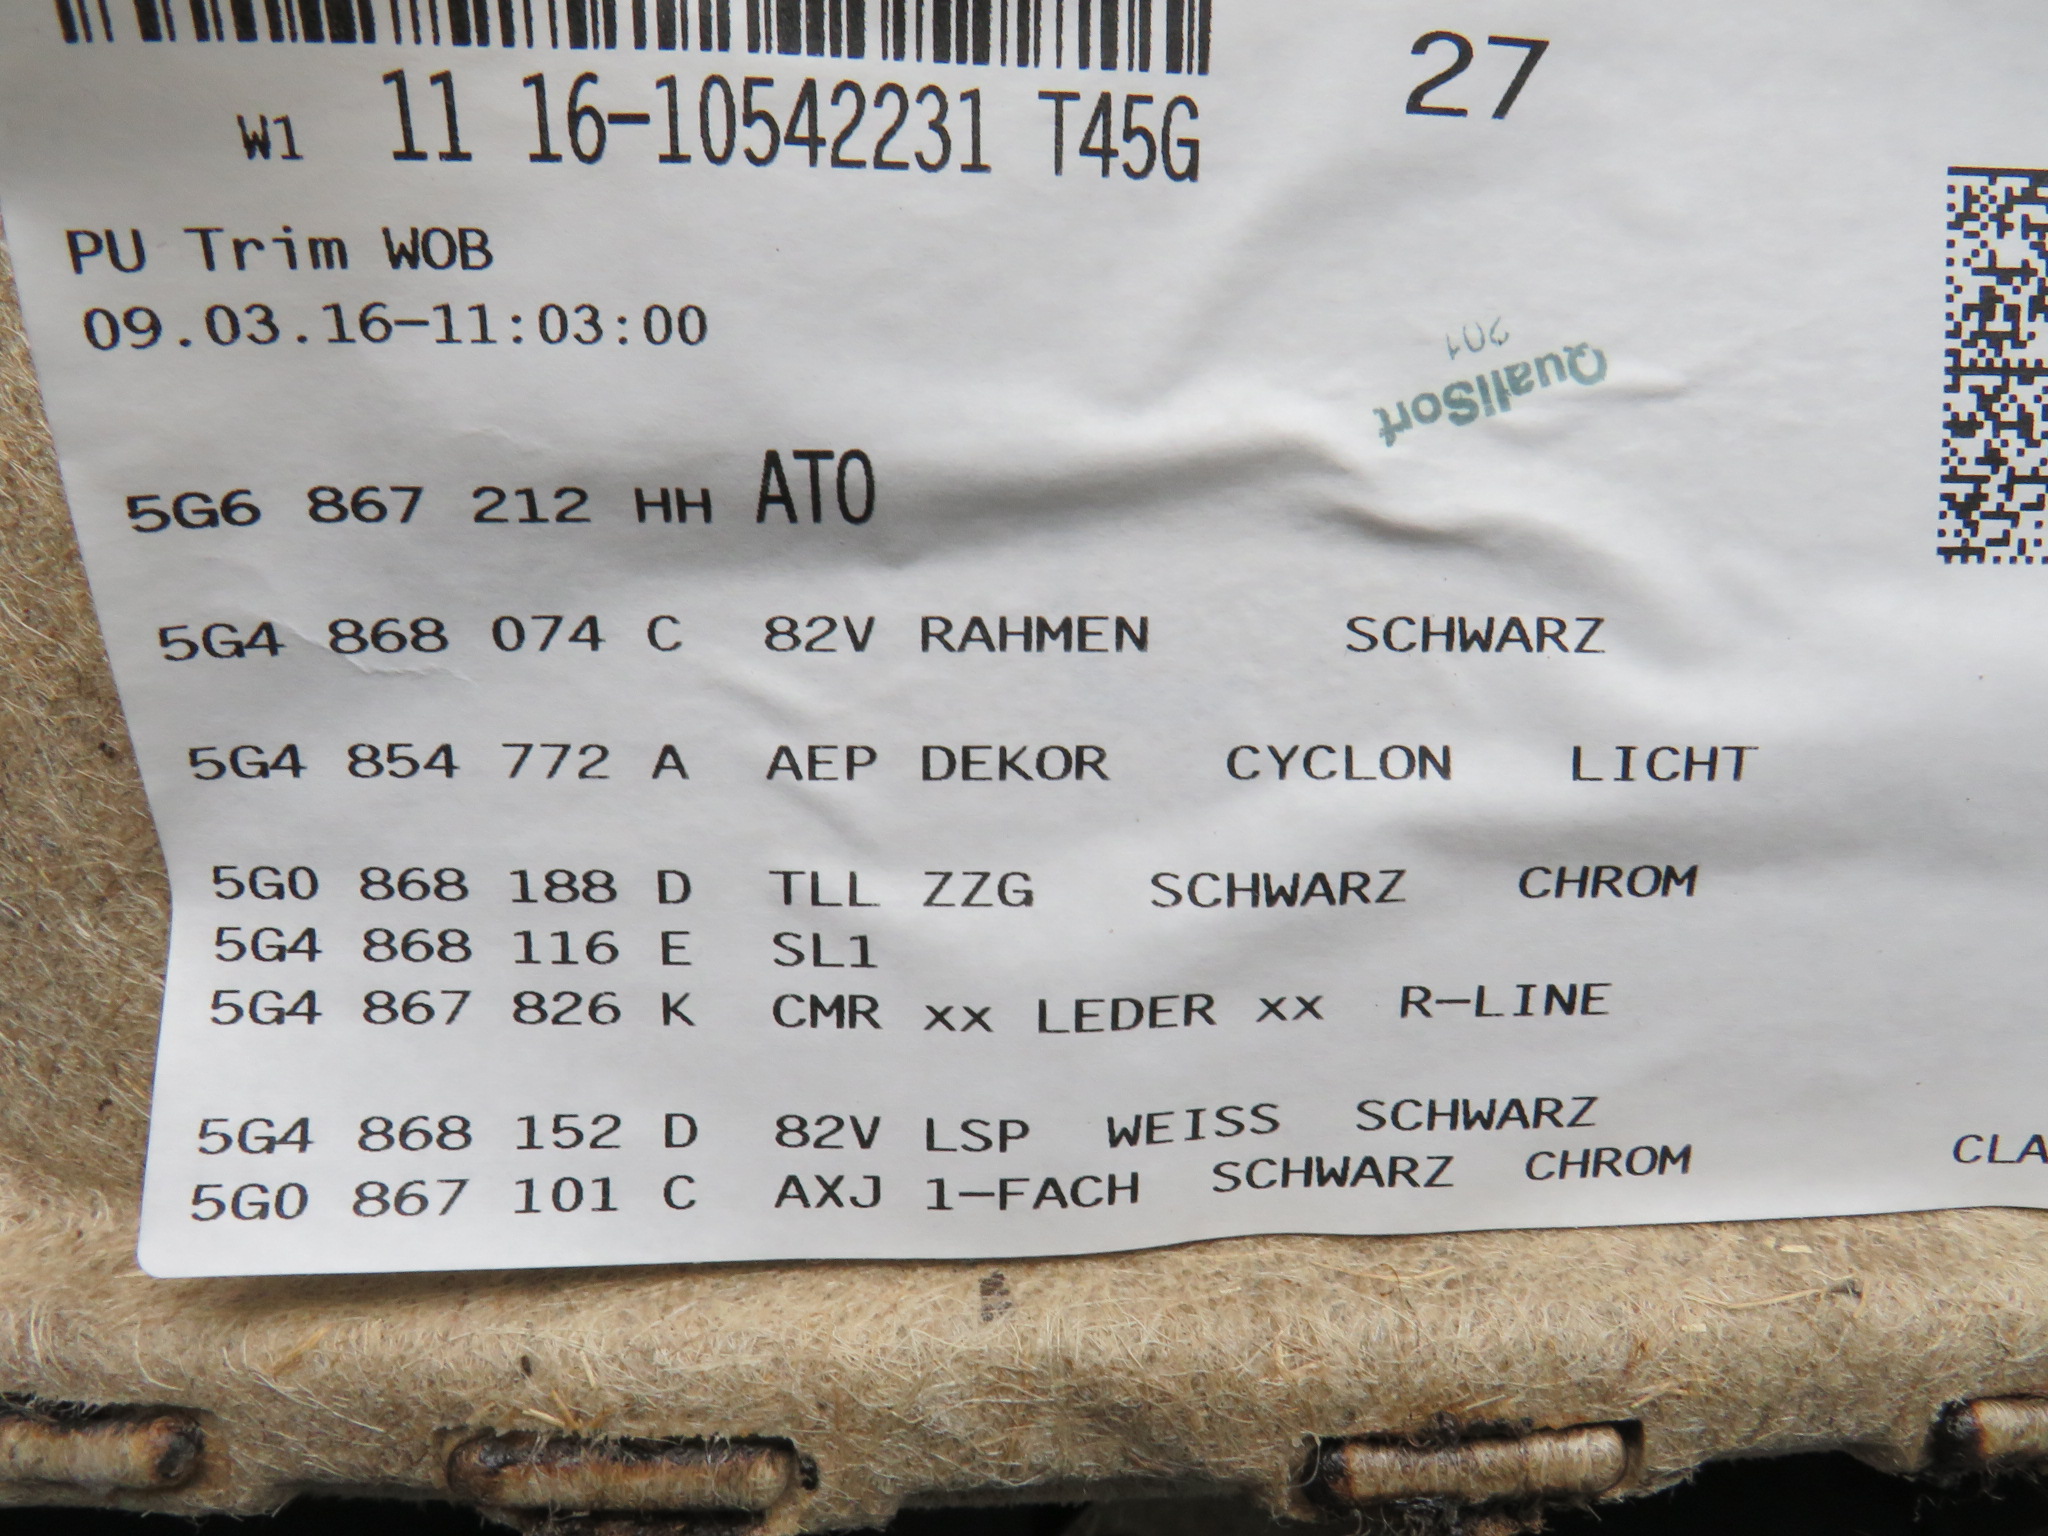 27
W1 11 16-10542231 T45G
PU Trim WOB
09.03.16-11:03:00
QualiSort
201
5G6 867 212 HH ATO
5G4 868 074 C 82V RAHMEN SCHWARZ
5G4 854 772 A AEP DEKOR CYCLON LICHT
5G0 868 188 D TLL ZZG SCHWARZ CHROM
5G4 868 116 E SL1
5G4 867 826 K CMR xx LEDER xx R-LINE
5G4 868 152 D 82V LSP WEISS SCHWARZ
5G0 867 101 C AXJ 1-FACH SCHWARZ CHROM CLA